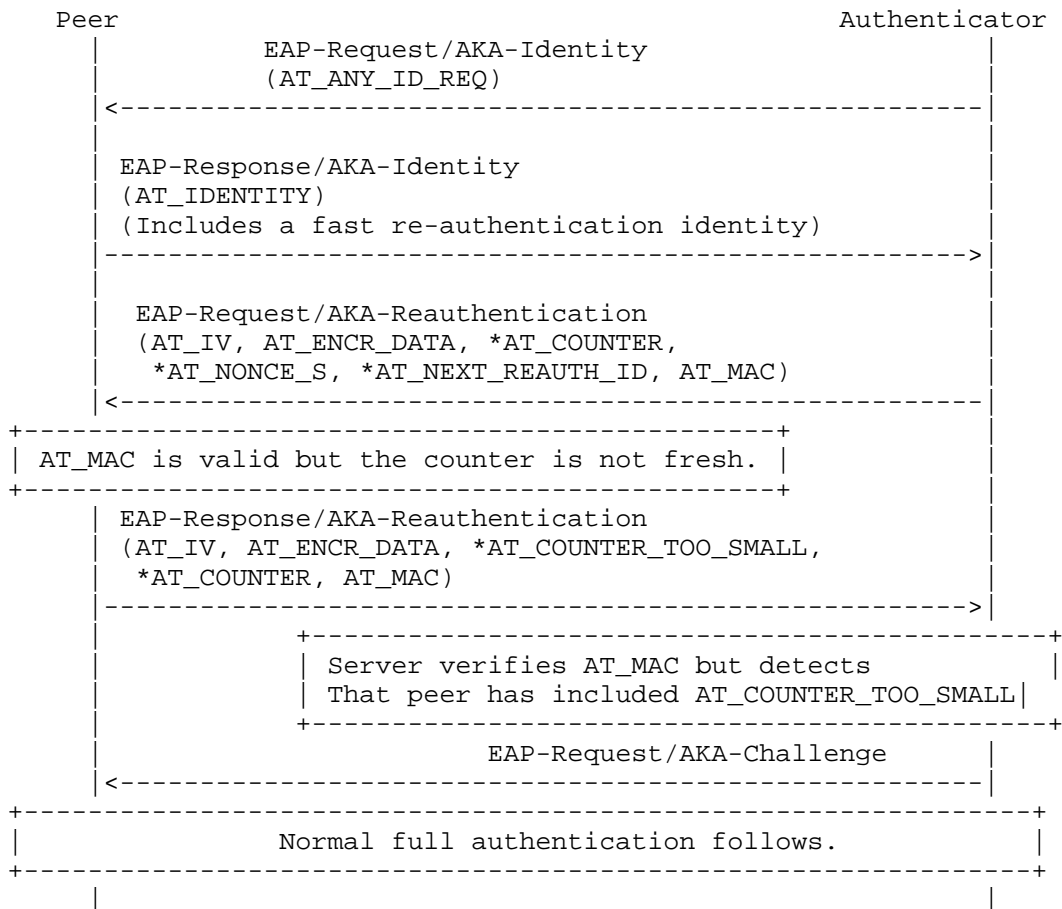 Peer Authenticator
EAP-Request/AKA-Identity
(AT_ANY_ID_REQ)
EAP-Response/AKA-Identity
(AT_IDENTITY)
(Includes a fast re-authentication identity)
EAP-Request/AKA-Reauthentication
(AT_IV, AT_ENCR_DATA, *AT_COUNTER,
*AT_NONCE_S, *AT_NEXT_REAUTH_ID, AT_MAC)
AT_MAC is valid but the counter is not fresh.
EAP-Response/AKA-Reauthentication
(AT_IV, AT_ENCR_DATA, *AT_COUNTER_TOO_SMALL,
*AT_COUNTER, AT_MAC)
Server verifies AT_MAC but detects
That peer has included AT_COUNTER_TOO_SMALL
EAP-Request/AKA-Challenge
Normal full authentication follows.